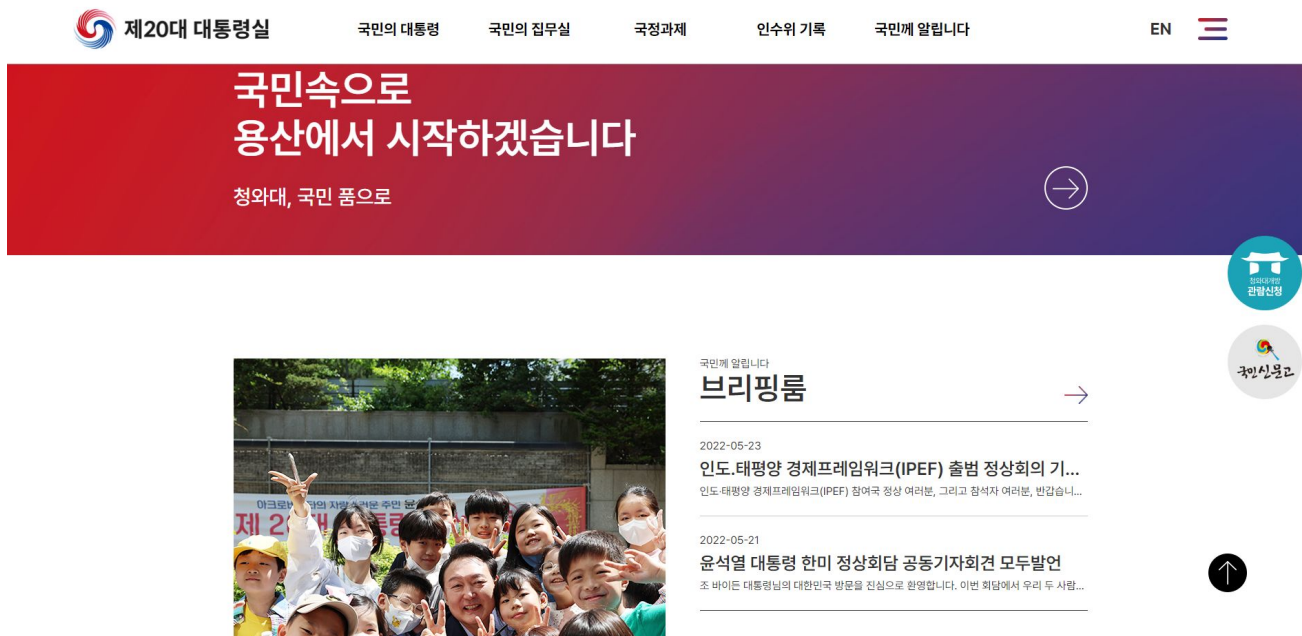 제20대 대통령실
국민의 대통령
국민의 집무실
국정과제
인수위 기록
국민께 알립니다
EN
국민속으로
용산에서 시작하겠습니다
청와대, 국민 품으로
청와대개방
관람신청
국민신문고
국민께 알립니다
브리핑룸
2022-05-23
인도.태평양 경제프레임워크(IPEF) 출범 정상회의 기...
인도·태평양 경제프레임워크(IPEF) 참여국 정상 여러분, 그리고 참석자 여러분, 반갑습니...
2022-05-21
윤석열 대통령 한미 정상회담 공동기자회견 모두발언
조 바이든 대통령님의 대한민국 방문을 진심으로 환영합니다. 이번 회담에서 우리 두 사람...
주민 윤
제 2